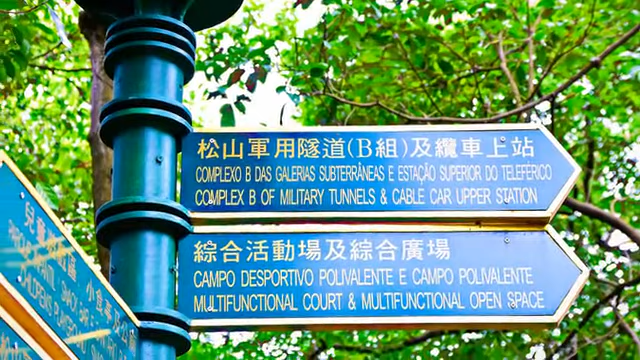 松山軍用隧道(B組)及纜車上站
COMPLEXO B DAS GALERIAS SUBTERRÂNEAS E ESTAÇÃO SUPERIOR DO TELEFÉRICO
COMPLEX B OF MILITARY TUNNELS & CABLE CAR UPPER STATION
綜合活動場及綜合廣場
CAMPO DESPORTIVO POLIVALENTE E CAMPO POLIVALENTE
MULTIFUNCTIONAL COURT & MULTIFUNCTIONAL OPEN SPACE